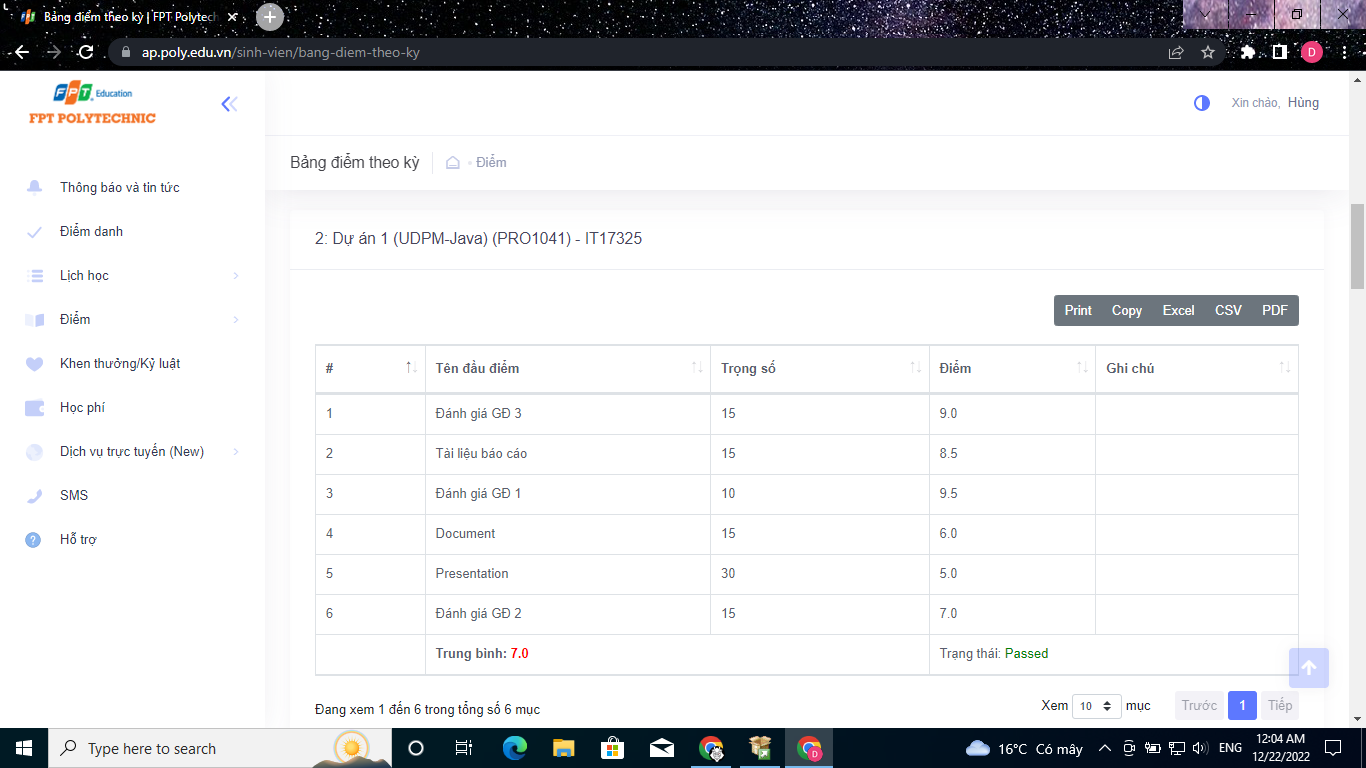 Bảng điểm theo kỳ | FPT Polytech
ap.poly.edu.vn/sinh-vien/bang-diem-theo-ky
D
FPT Education
FPT POLYTECHNIC
Xin chào, Hùng
Bảng điểm theo kỳ
Điểm
Thông báo và tin tức
Điểm danh
Lịch học
Điểm
Khen thưởng/Kỷ luật
Học phí
Dịch vụ trực tuyến (New)
SMS
Hỗ trợ
2: Dự án 1 (UDPM-Java) (PRO1041) - IT17325
Print Copy Excel CSV PDF
# Tên đầu điểm Trọng số Điểm Ghi chú
1 Đánh giá GĐ 3 15 9.0
2 Tài liệu báo cáo 15 8.5
3 Đánh giá GĐ 1 10 9.5
4 Document 15 6.0
5 Presentation 30 5.0
6 Đánh giá GĐ 2 15 7.0
Trung bình: 7.0 Trạng thái: Passed
Đang xem 1 đến 6 trong tổng số 6 mục
Xem 10 mục Trước 1 Tiếp
Type here to search
16°C Có mây
ENG
12:04 AM
12/22/2022